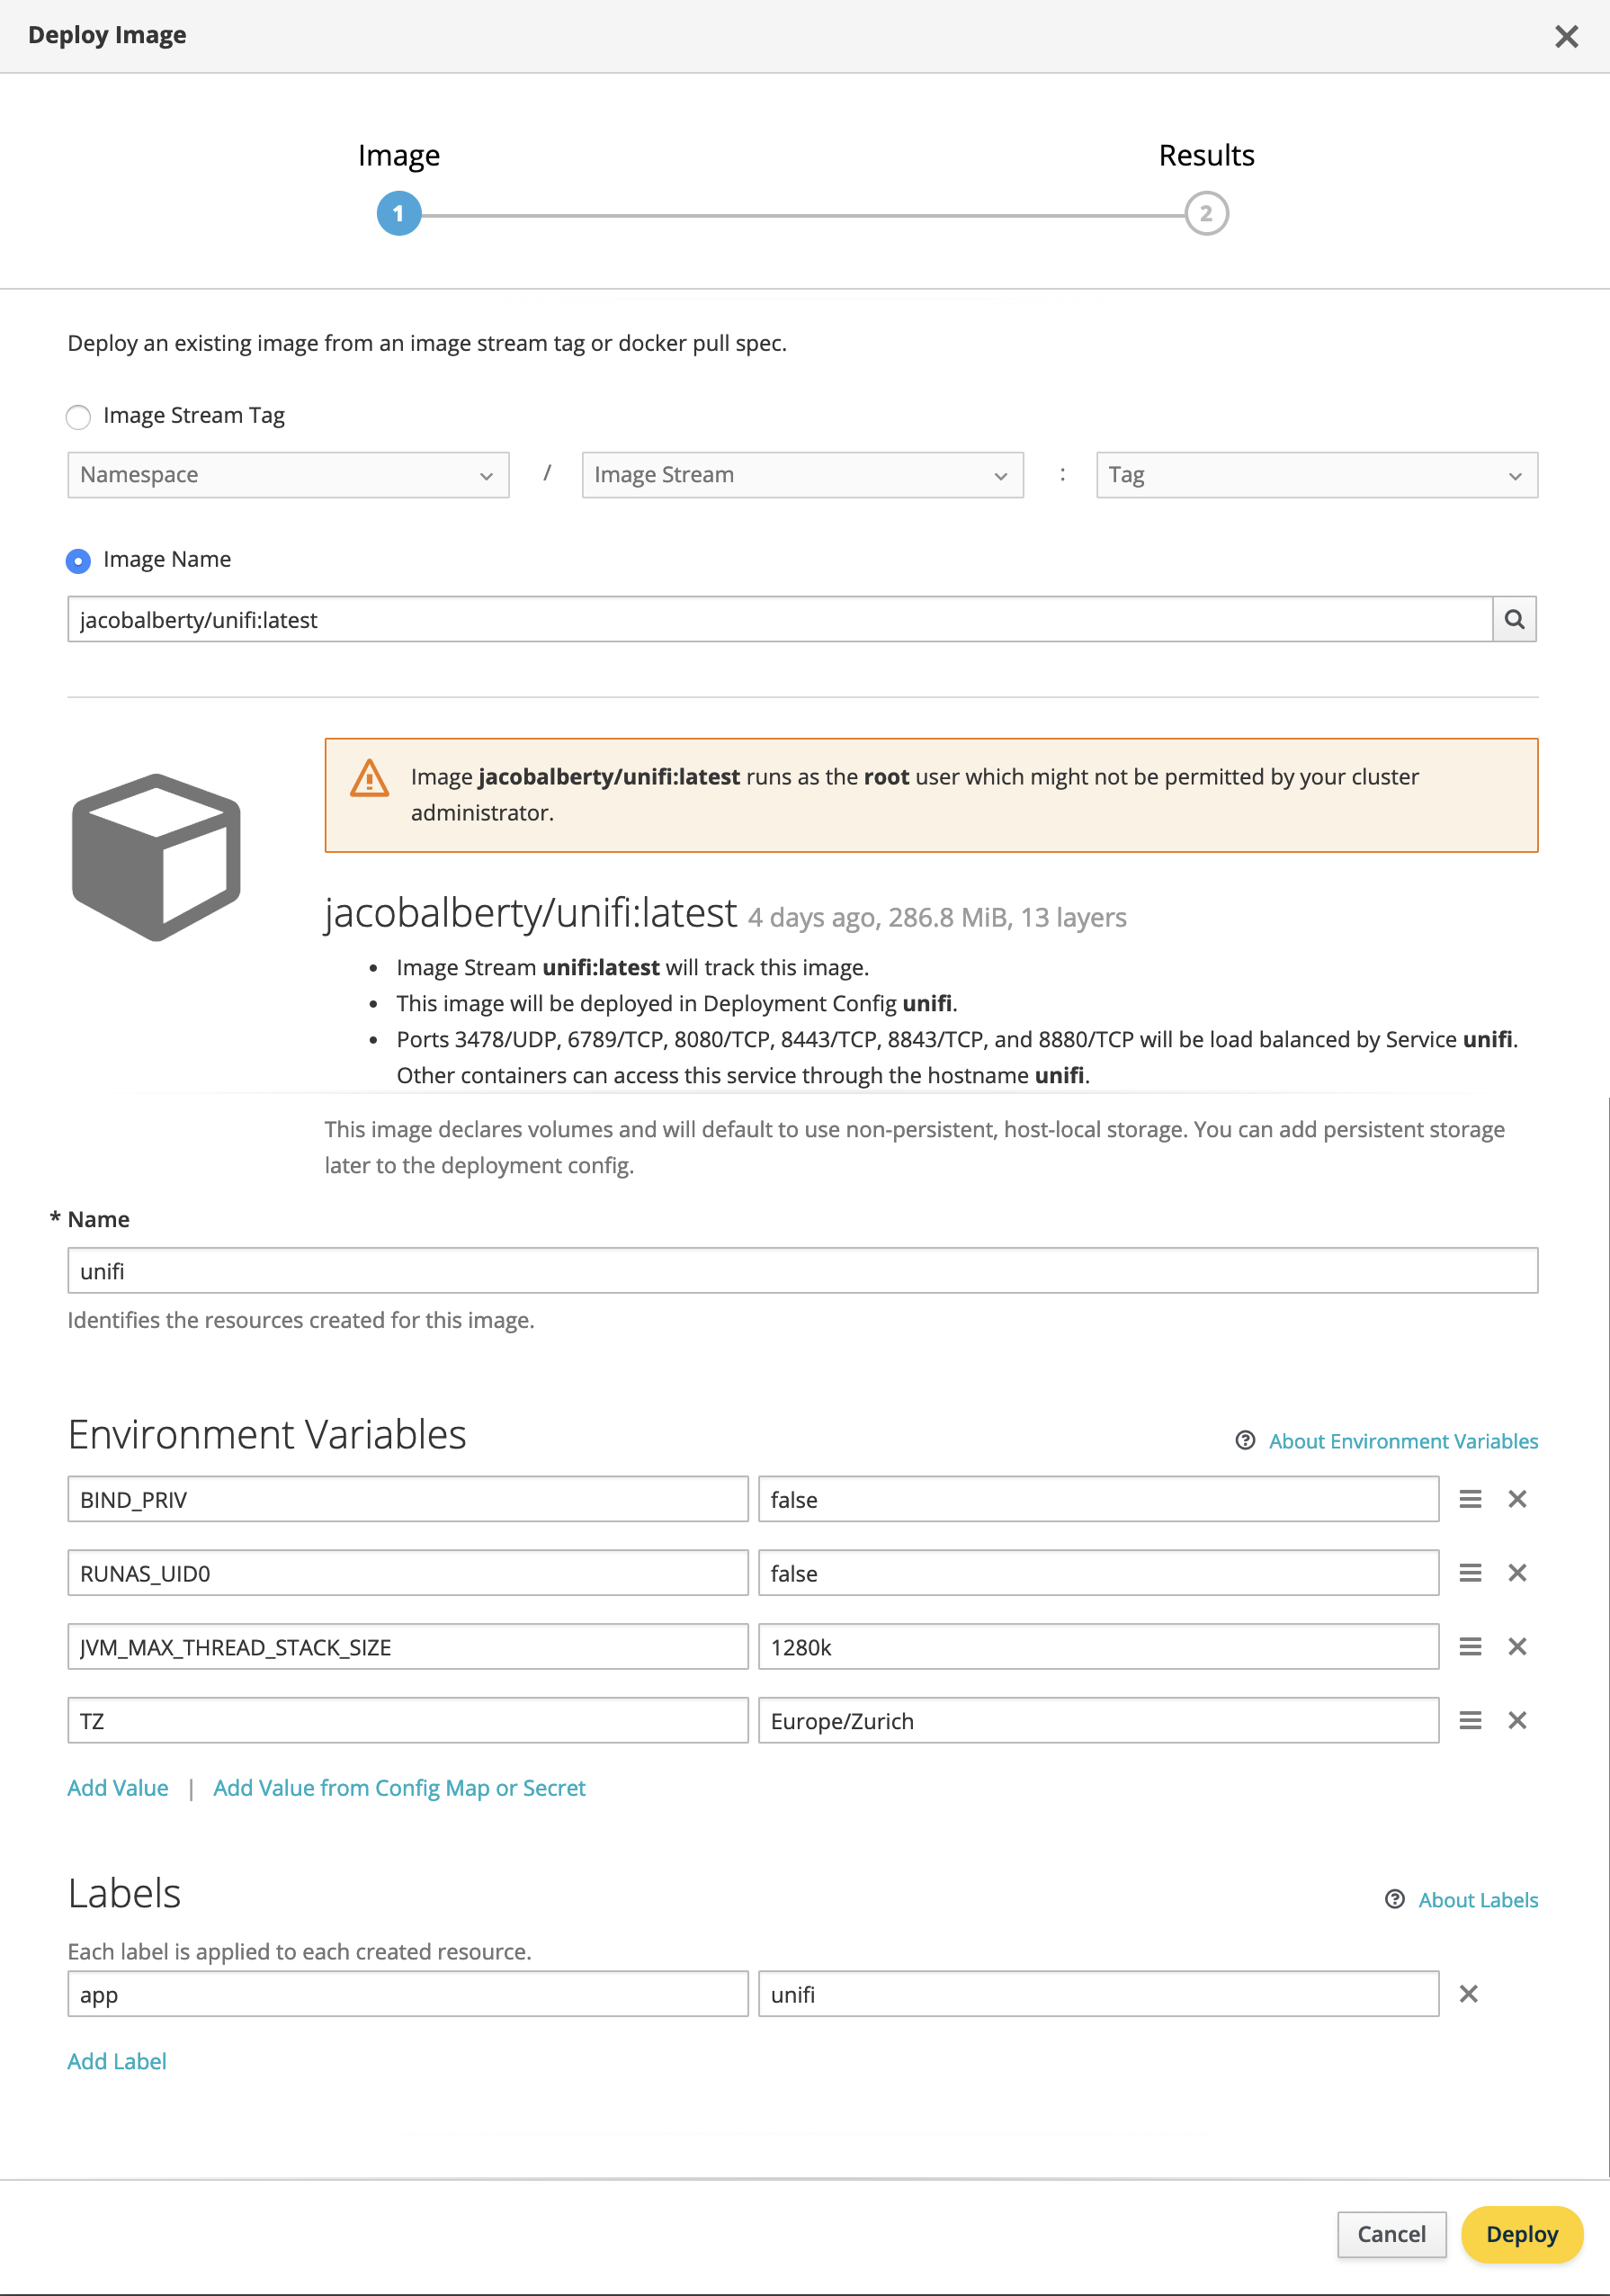 Deploy Image
Image
Results
1
2
Deploy an existing image from an image stream tag or docker pull spec.
Image Stream Tag
Namespace / Image Stream : Tag
Image Name
jacobalberty/unifi:latest
Image jacobalberty/unifi:latest runs as the root user which might not be permitted by your cluster
administrator.
jacobalberty/unifi:latest 4 days ago, 286.8 MiB, 13 layers
• Image Stream unifi:latest will track this image.
• This image will be deployed in Deployment Config unifi.
• Ports 3478/UDP, 6789/TCP, 8080/TCP, 8443/TCP, 8843/TCP, and 8880/TCP will be load balanced by Service unifi.
Other containers can access this service through the hostname unifi.
This image declares volumes and will default to use non-persistent, host-local storage. You can add persistent storage
later to the deployment config.
* Name
unifi
Identifies the resources created for this image.
Environment Variables
About Environment Variables
BIND_PRIV false
RUNAS_UID0 false
JVM_MAX_THREAD_STACK_SIZE 1280k
TZ Europe/Zurich
Add Value | Add Value from Config Map or Secret
Labels
About Labels
Each label is applied to each created resource.
app unifi
Add Label
Cancel Deploy